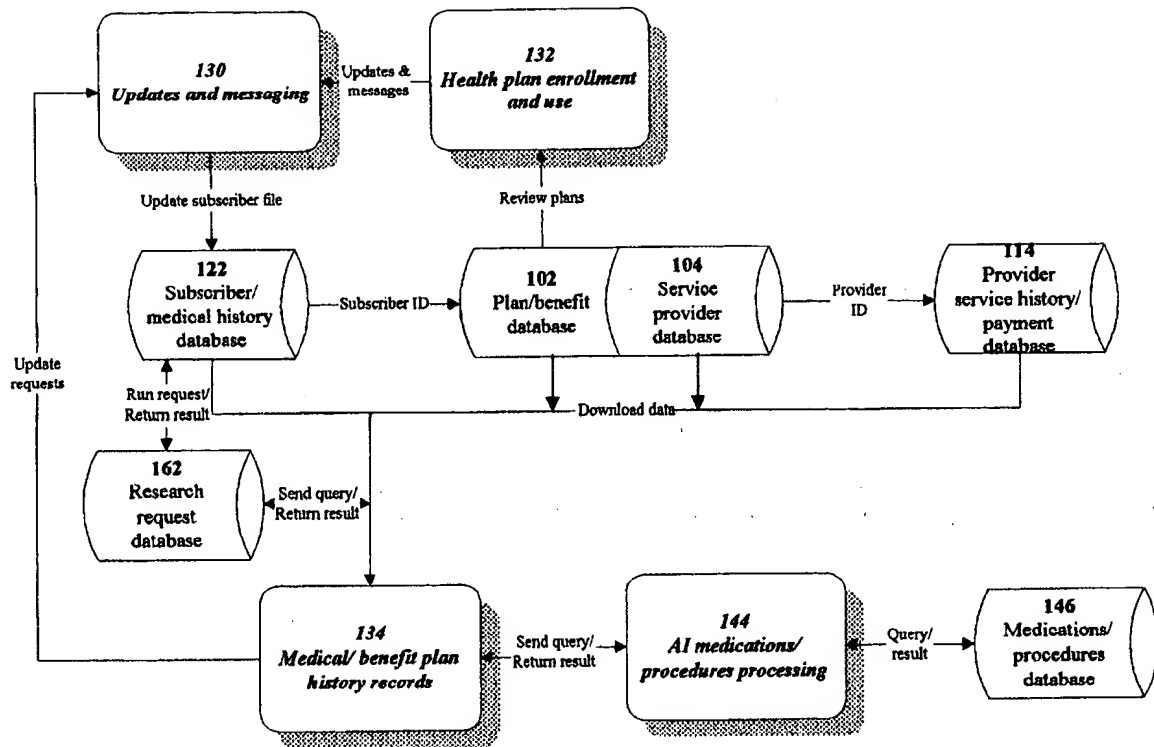 130
Updates and messaging
Updates &
messages
132
Health plan enrollment
and use
Update subscriber file
Review plans
122
Subscriber/
medical history
database
Subscriber ID
102
Plan/benefit
database
104
Service
provider
database
Provider
ID
114
Provider
service history/
payment
database
Update
requests
Run request/
Return result
Download data
162
Research
request
database
Send query/
Return result
134
Medical/ benefit plan
history records
Send query/
Return result
144
AI medications/
procedures processing
Query/
result
146
Medications/
procedures
database